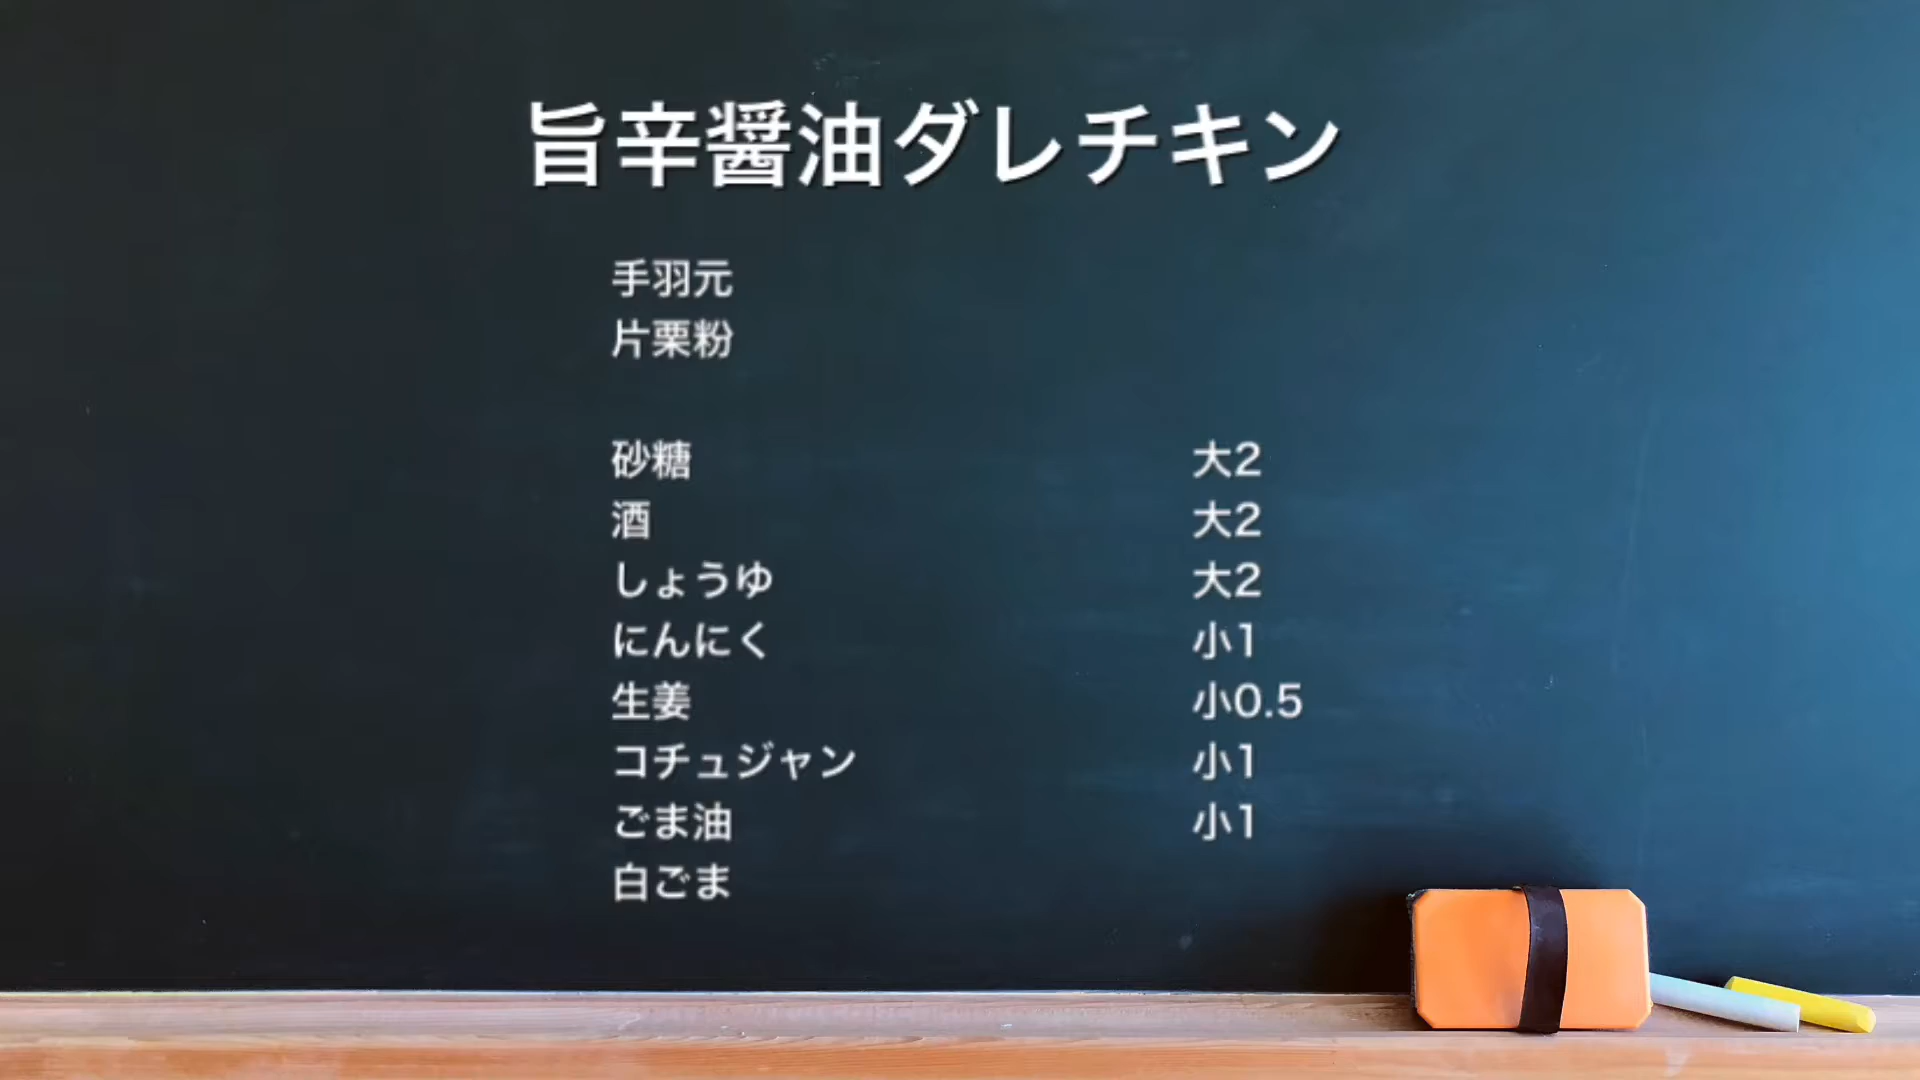 旨辛醤油ダレチキン
手羽元
片栗粉
砂糖 大2
酒 大2
しょうゆ 大2
にんにく 小1
生姜 小0.5
コチュジャン 小1
ごま油 小1
白ごま